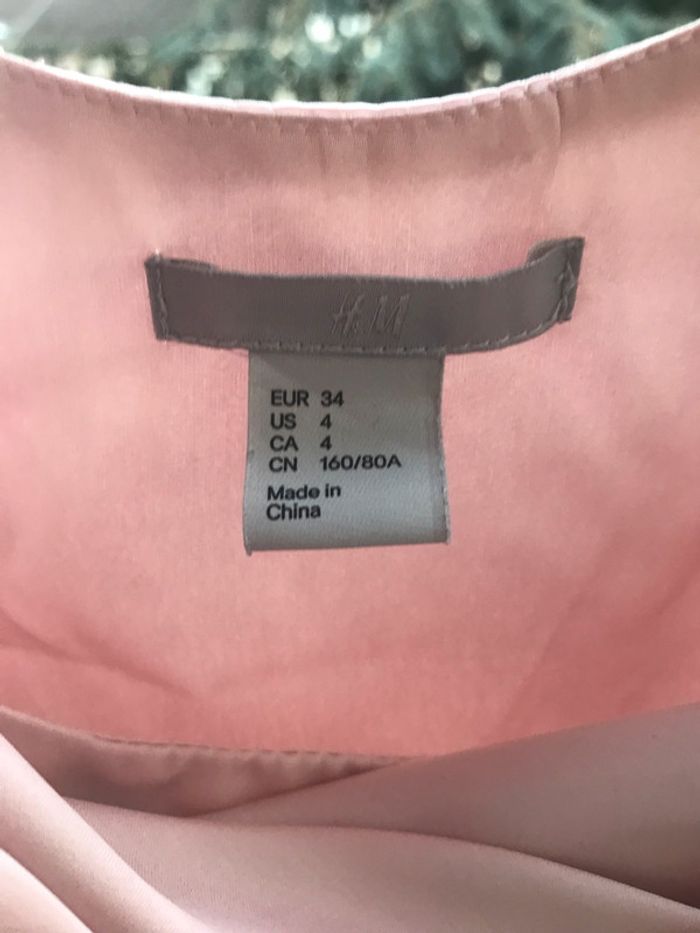 H&M
EUR 34
US 4
CA 4
CN 160/80A
Made in
China